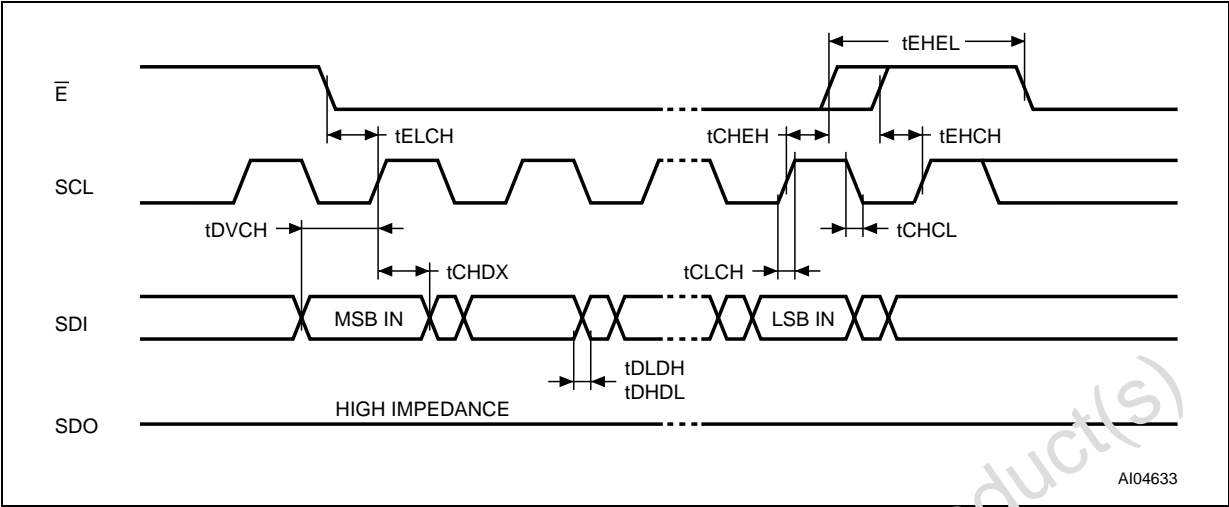 tEHEL
E
tELCH
tCHEH
tEHCH
SCL
tDVCH
tCHCL
tCHDX
tCLCH
SDI
MSB IN
LSB IN
tDLDH
tDHDL
HIGH IMPEDANCE
SDO
AI04633